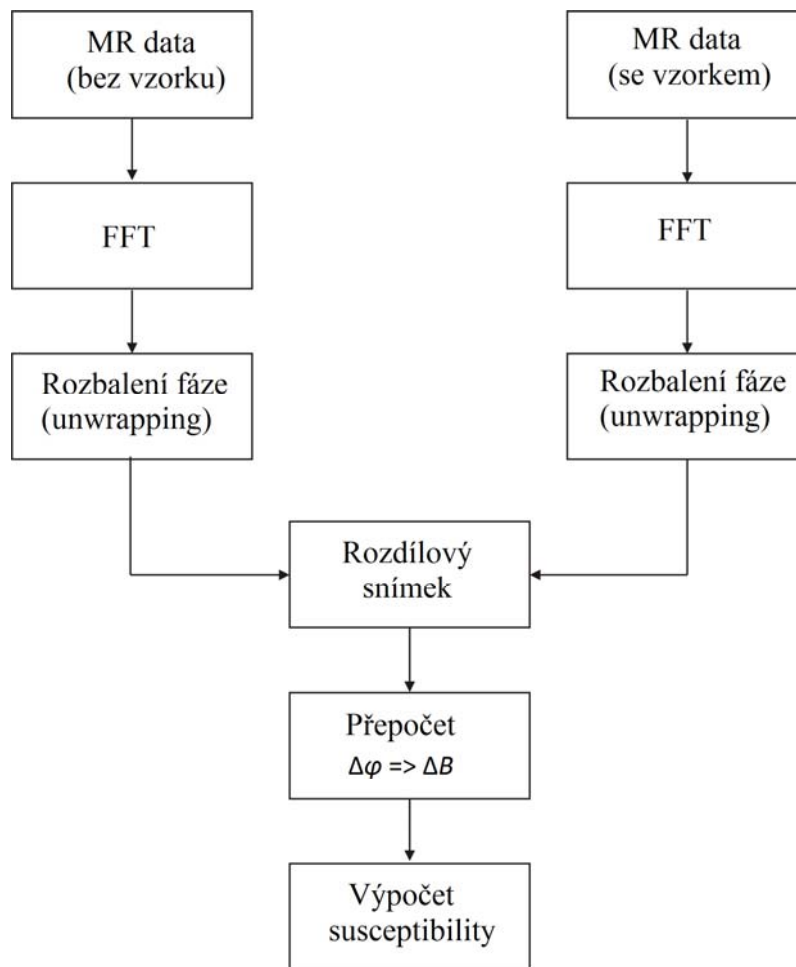 MR data
(bez vzorku)
MR data
(se vzorkem)
FFT
FFT
Rozbalení fáze
(unwrapping)
Rozbalení fáze
(unwrapping)
Rozdílový
snímek
Přepočet
Δφ => ΔB
Výpočet
susceptibility